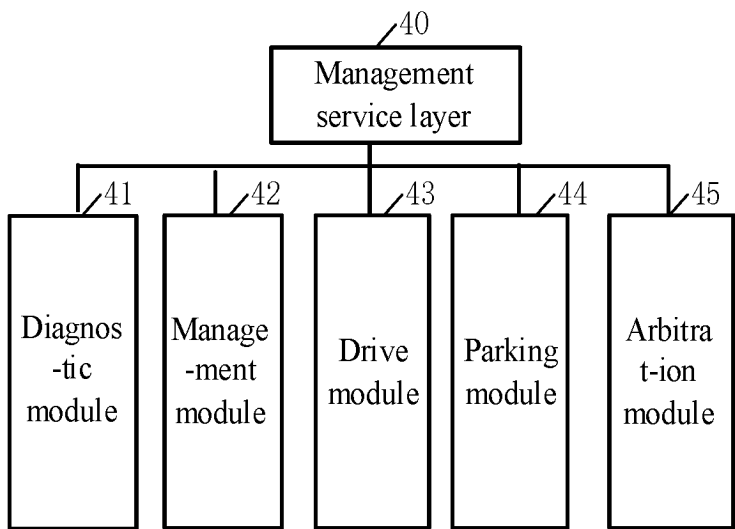 40
Management
service layer
41
42
43
44
45
Diagnos
-tic
module
Manage
-ment
module
Drive
module
Parking
module
Arbitrat
t-ion
module